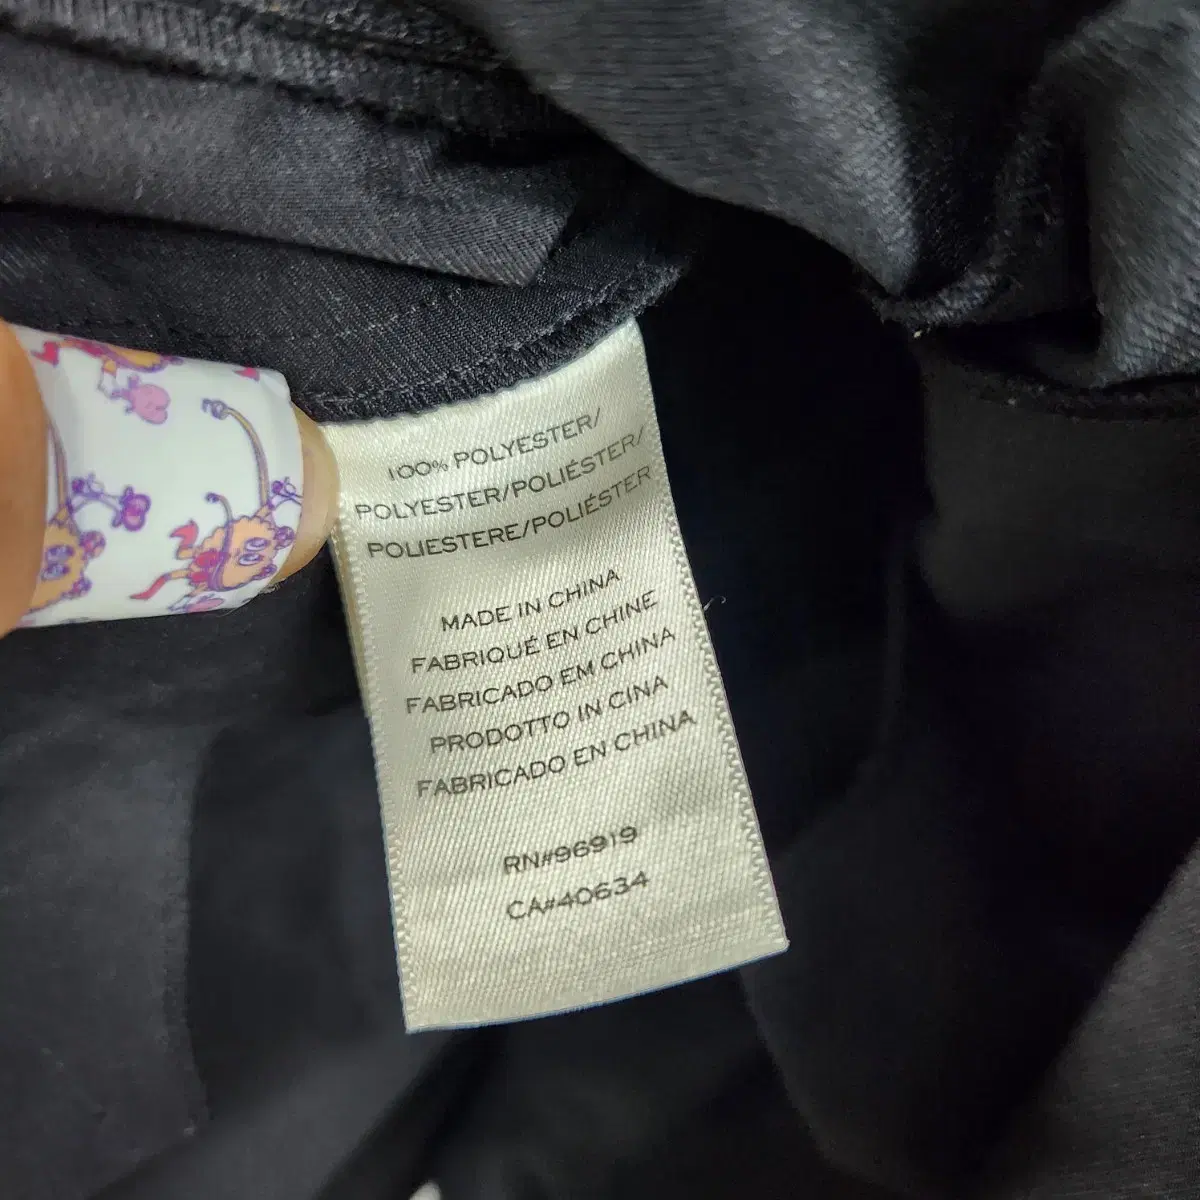 100% POLYESTER/
POLYESTER/POLIÉSTER/
POLIESTERE/POLIÉSTER
MADE IN CHINA
FABRIQUÉ EN CHINE
FABRICADO EM CHINA
PRODOTTO IN CINA
FABRICADO EN CHINA
RN#96919
CA#40634